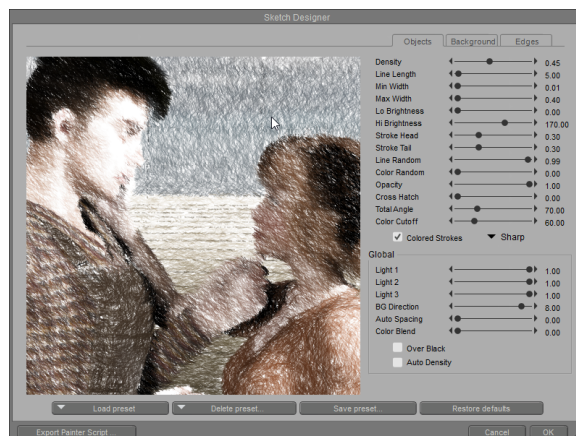 Sketch Designer
Objects Background Edges
Density 0.45
Line Length 5.00
Min Width 0.01
Max Width 0.40
Lo Brightness 0.00
Hi Brightness 170.00
Stroke Head 0.30
Stroke Tail 0.30
Line Random 0.99
Color Random 0.00
Opacity 1.00
Cross Hatch 0.00
Total Angle 70.00
Color Cutoff 60.00
Colored Strokes Sharp
Global
Light 1 1.00
Light 2 1.00
Light 3 1.00
BG Direction 8.00
Auto Spacing 0.00
Color Blend 0.00
Over Black
Auto Density
Load preset Delete preset... Save preset... Restore defaults
Export Painter Script ... Cancel OK